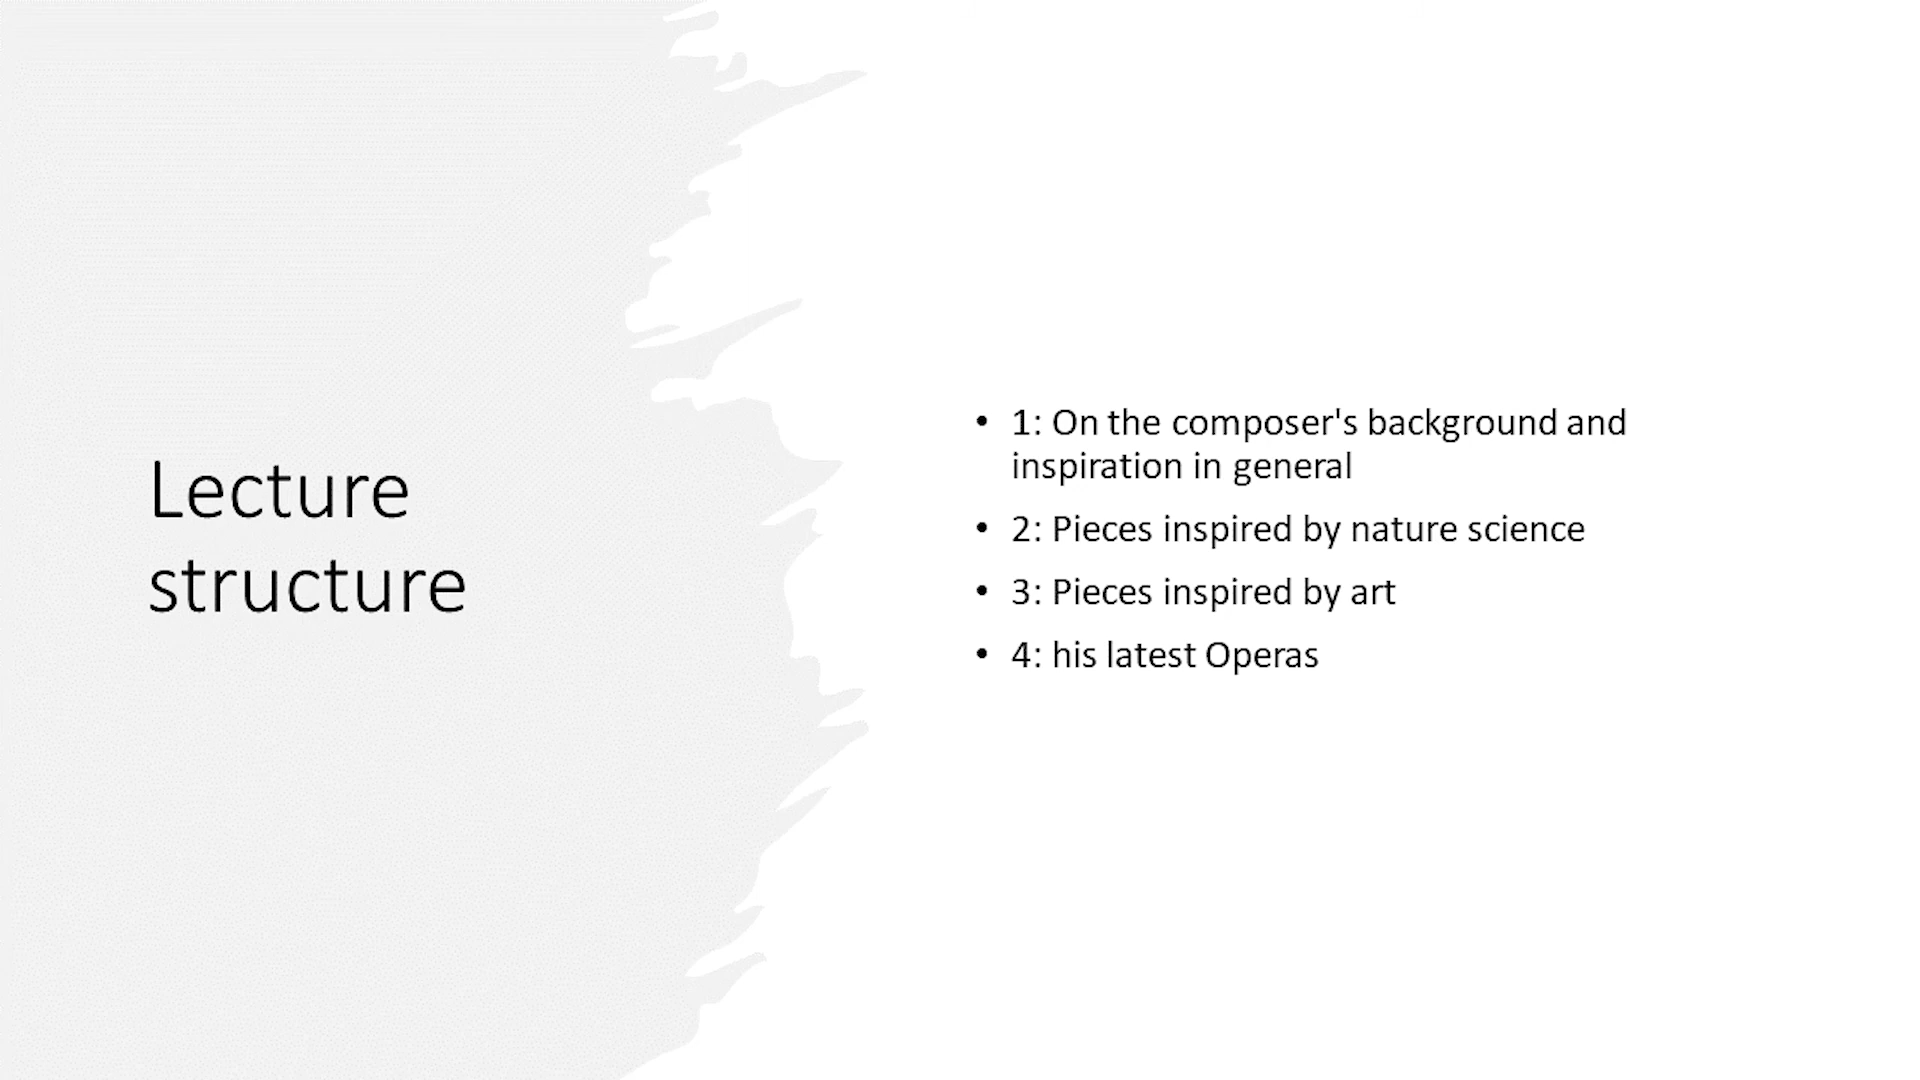 Lecture
structure
• 1: On the composer's background and
inspiration in general
• 2: Pieces inspired by nature science
• 3: Pieces inspired by art
• 4: his latest Operas